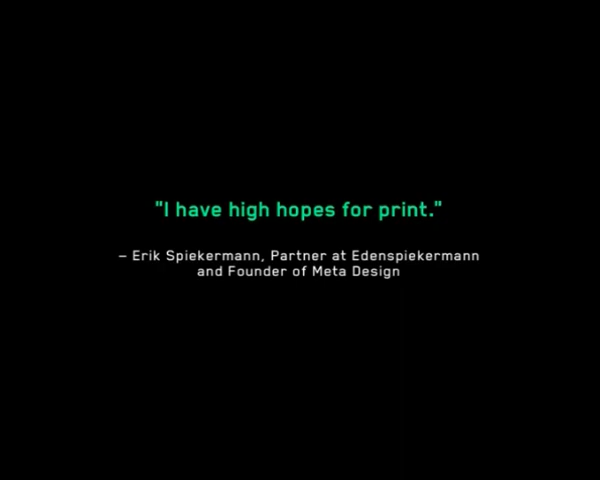 "I have high hopes for print."
– Erik Spiekermann, Partner at Edenspiekermann
and Founder of Meta Design